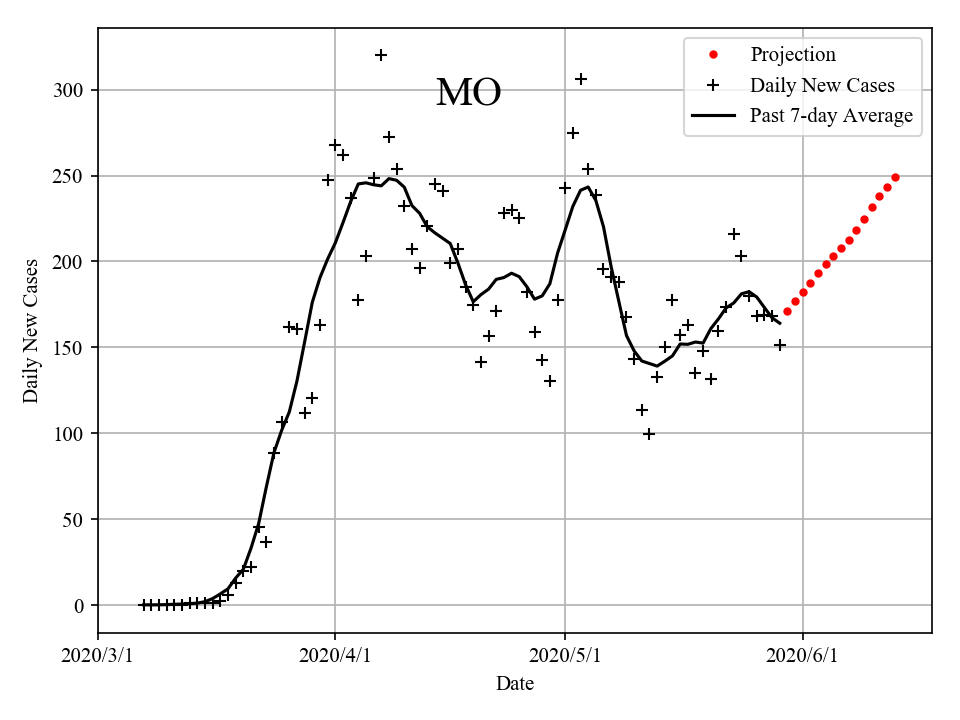 MO
Projection
Daily New Cases
Past 7-day Average
300
250
200
150
100
50
0
Daily New Cases
2020/3/1
2020/4/1
2020/5/1
2020/6/1
Date